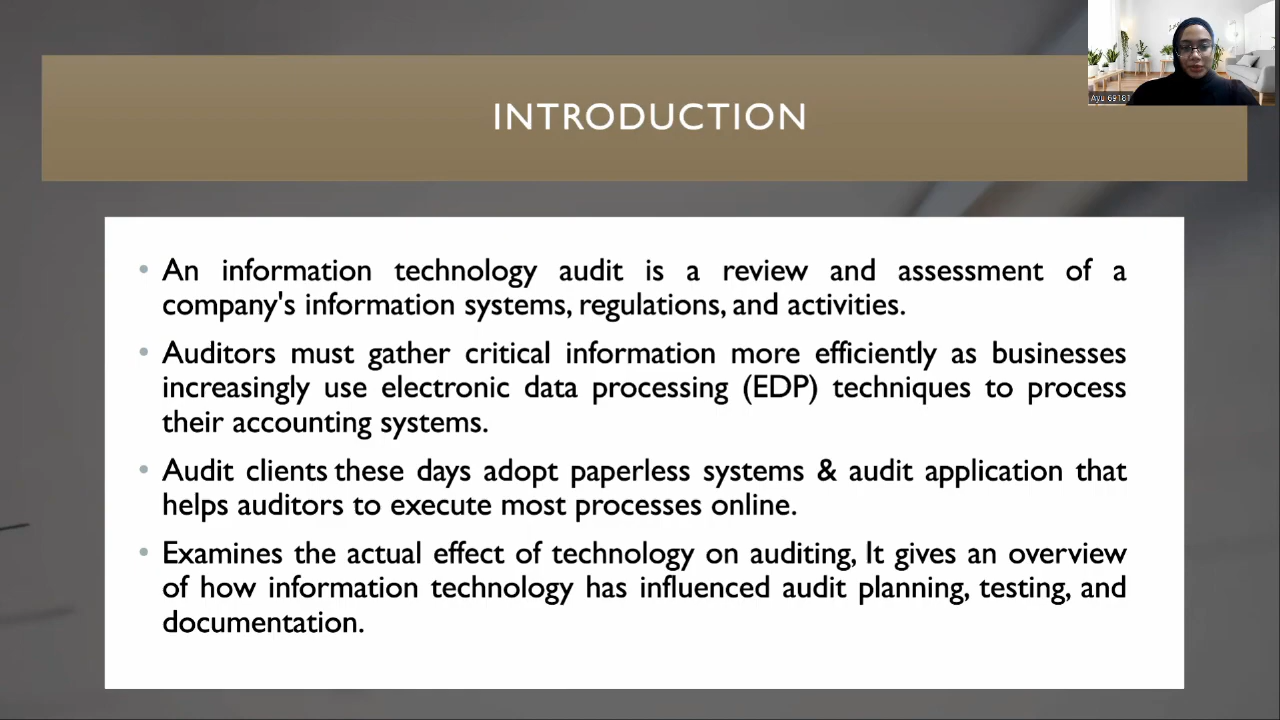 INTRODUCTION
Ayu 69181
• An information technology audit is a review and assessment of a
company's information systems, regulations, and activities.
• Auditors must gather critical information more efficiently as businesses
increasingly use electronic data processing (EDP) techniques to process
their accounting systems.
• Audit clients these days adopt paperless systems & audit application that
helps auditors to execute most processes online.
• Examines the actual effect of technology on auditing, It gives an overview
of how information technology has influenced audit planning, testing, and
documentation.